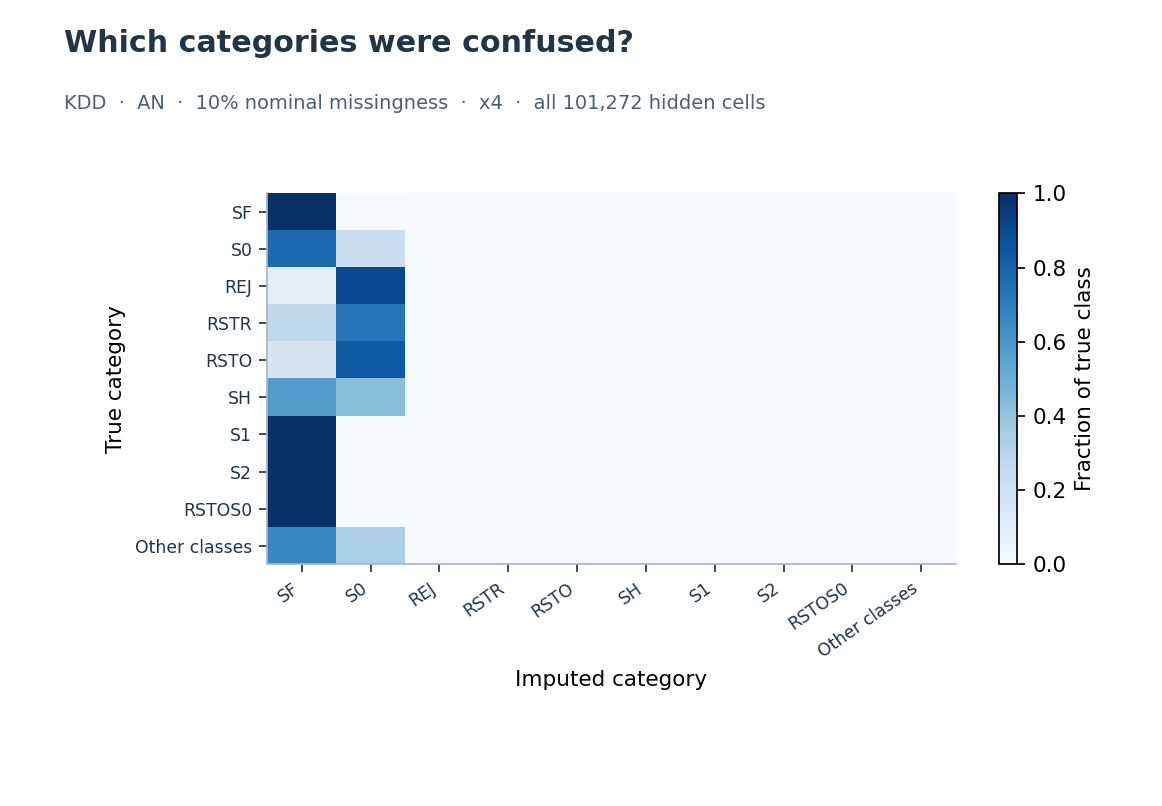 Which categories were confused?
KDD · AN · 10% nominal missingness · x4 · all 101,272 hidden cells
True category
SF
S0
REJ
RSTR
RSTO
SH
S1
S2
RSTOS0
Other classes
SF
S0
REJ
RSTR
RSTO
SH
S1
S2
RSTOS0
Other classes
Imputed category
1.0
0.8
0.6
0.4
0.2
0.0
Fraction of true class